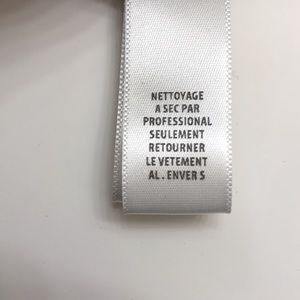 NETTOYAGE
A SEC PAR
PROFESSIONAL
SEULEMENT
RETOURNER
LE VETEMENT
AL . ENVER S